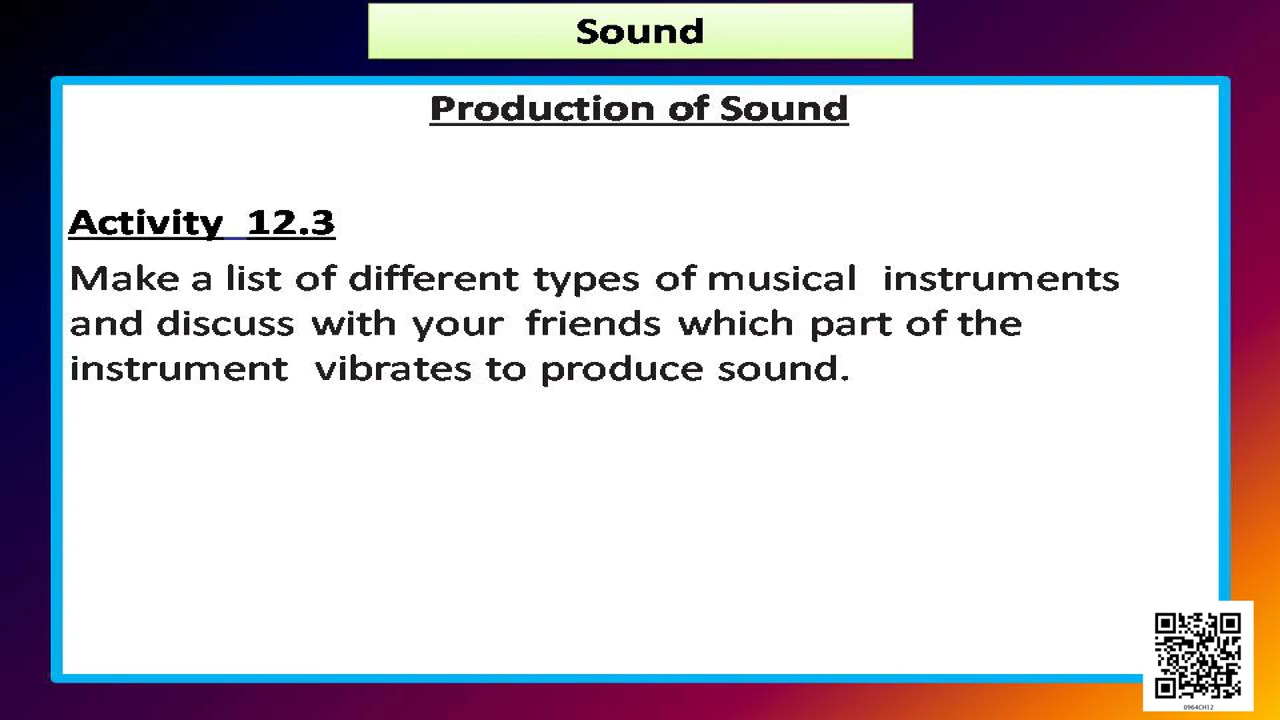 Sound
Production of Sound
Activity 12.3
Make a list of different types of musical instruments
and discuss with your friends which part of the
instrument vibrates to produce sound.
0964CH12